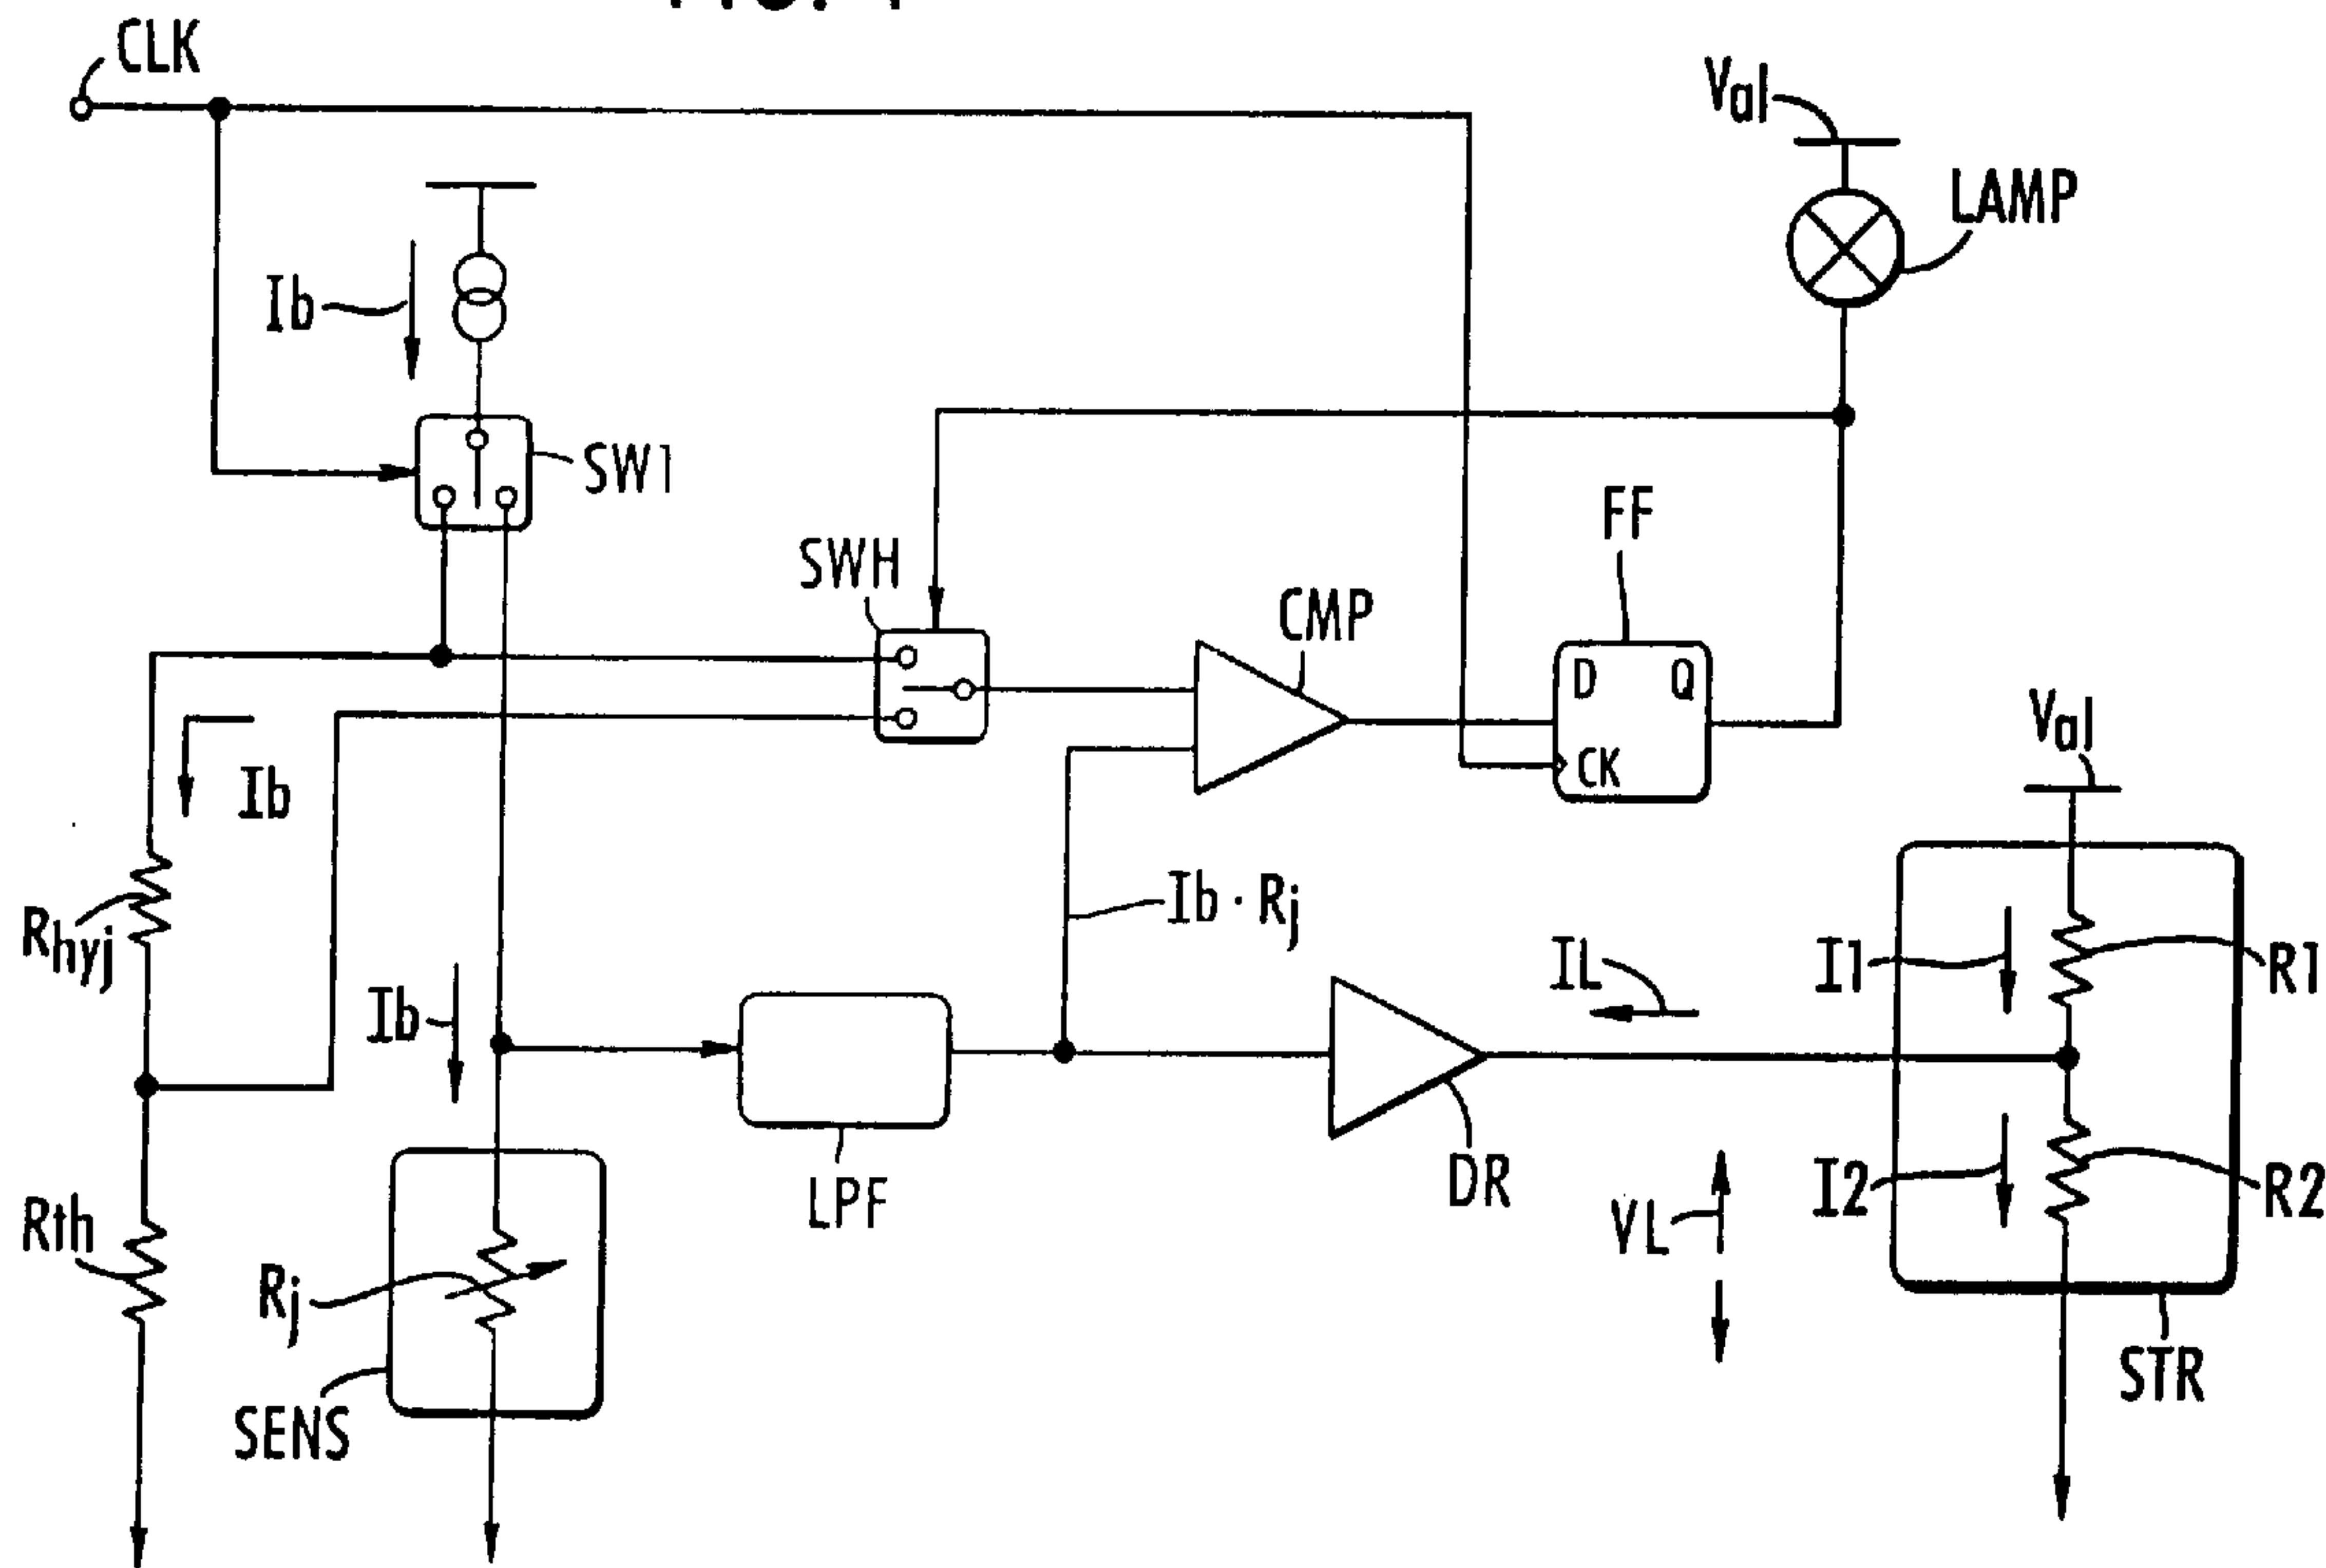 CLK
Val
LAMP
Ib
SW1
FF
SWH
CMP
D Q
CK
Val
Ib
Rhyj
Ib · Rj
IL
I1
R1
Ib
DR
I2
R2
Rth
LPF
VL
Rj
STR
SENS